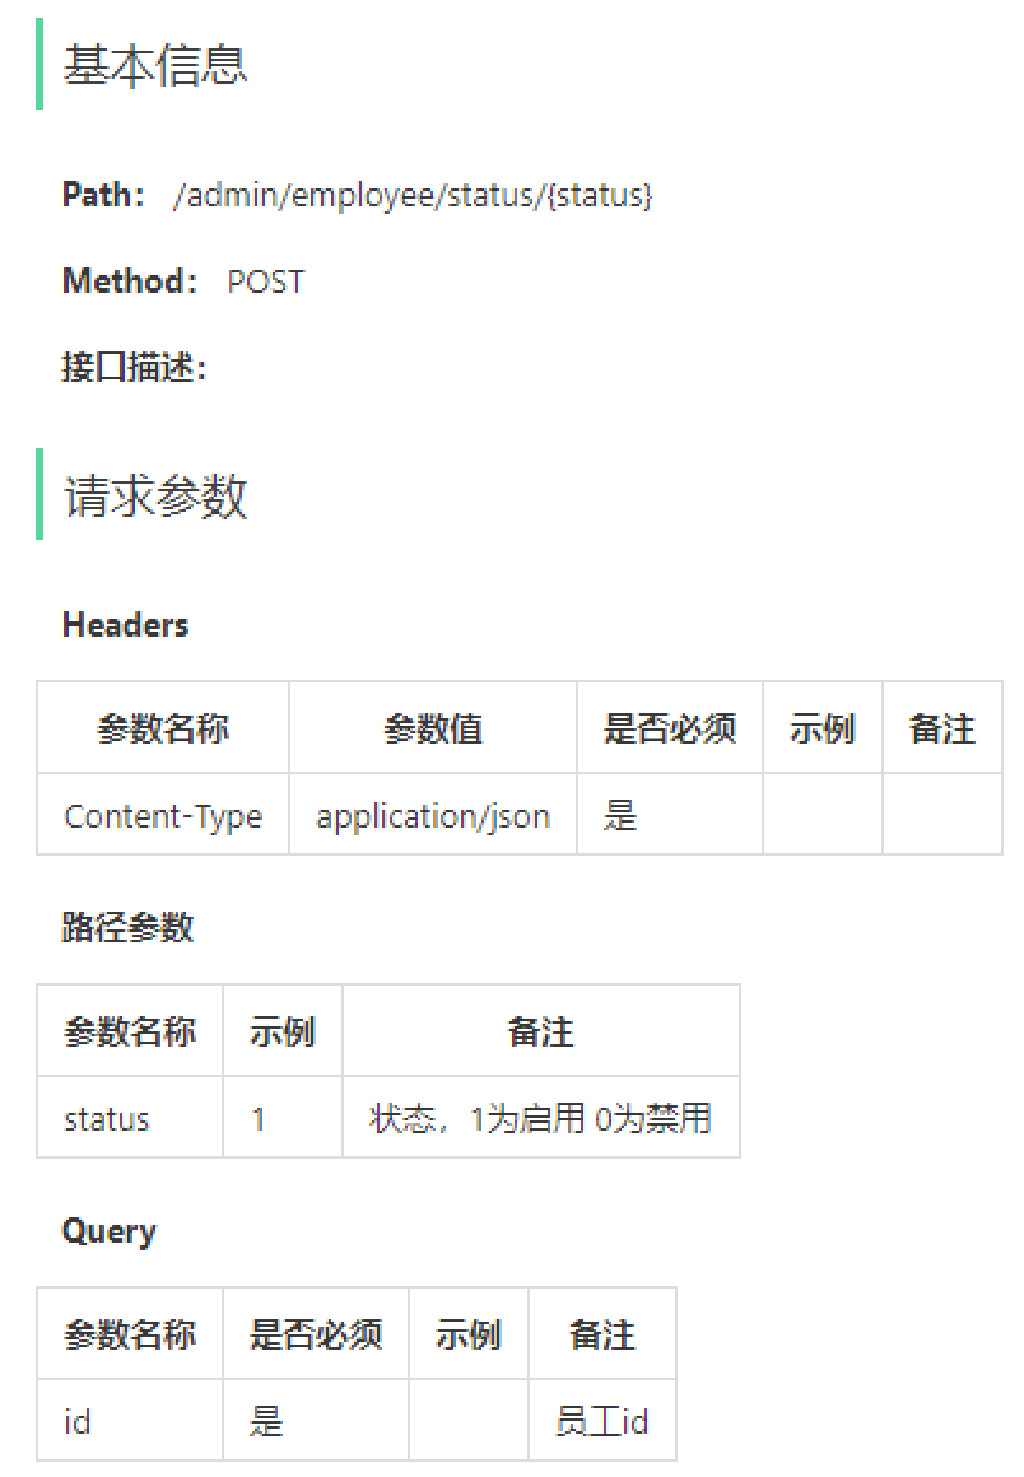 基本信息
Path： /admin/employee/status/{status}
Method： POST
接口描述：
请求参数
Headers
参数名称 参数值 是否必须 示例 备注
Content-Type application/json 是
路径参数
参数名称 示例 备注
status 1 状态，1为启用 0为禁用
Query
参数名称 是否必须 示例 备注
id 是 员工id